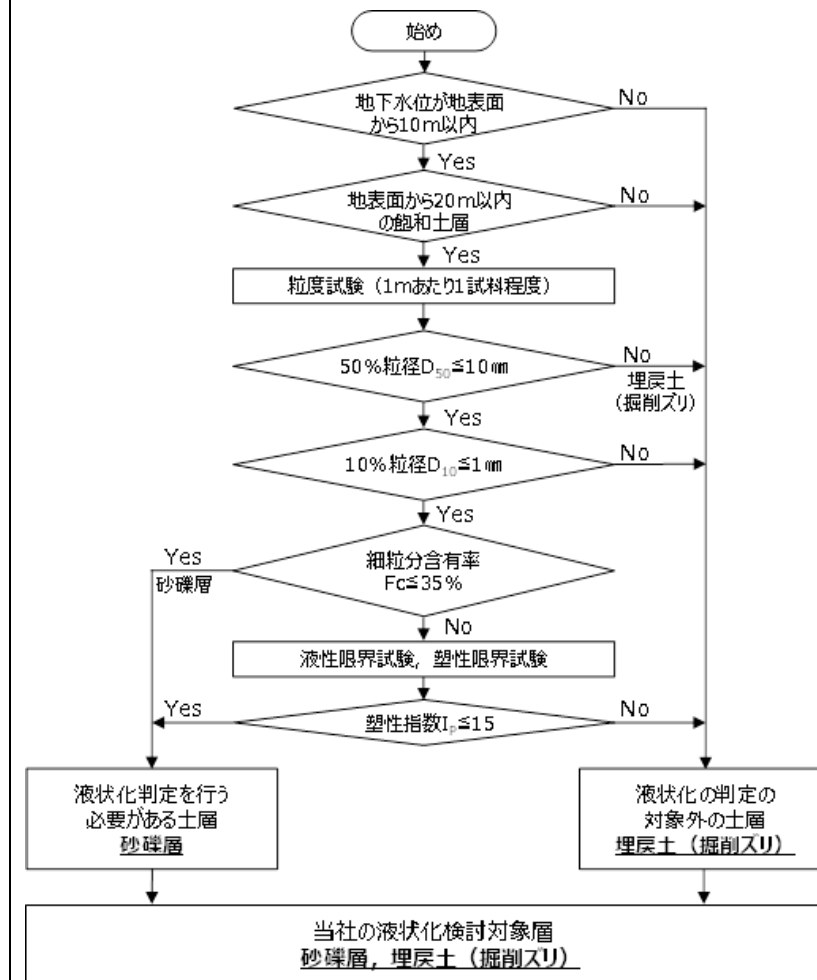 始め
地下水位が地表面
から10m以内
No
Yes
地表面から20m以内
の飽和土層
No
Yes
粒度試験（1mあたり1試料程度）
50%粒径D50≦10㎜
No
埋戻土
(掘削ズリ)
Yes
10%粒径D10≦1㎜
No
Yes
細粒分含有率
Fc≦35%
Yes
砂礫層
No
液性限界試験，塑性限界試験
塑性指数Ip≦15
Yes
No
液状化判定を行う
必要がある土層
砂礫層
液状化の判定の
対象外の土層
埋戻土（掘削ズリ）
当社の液状化検討対象層
砂礫層，埋戻土（掘削ズリ）